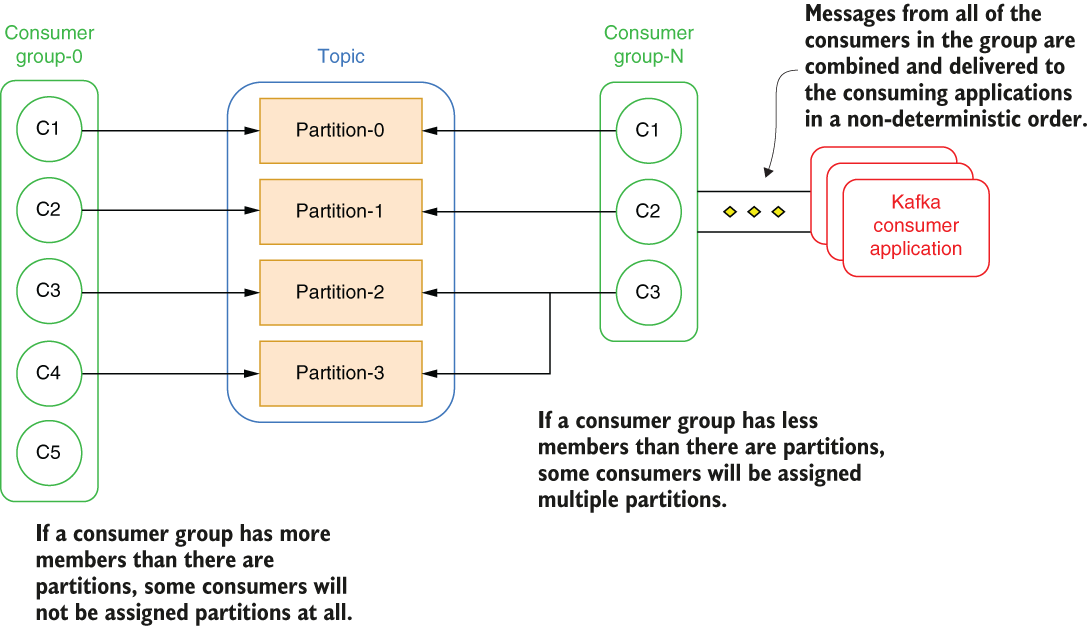 Consumer
group-0
C1
C2
C3
C4
C5
If a consumer group has more
members than there are
partitions, some consumers will
not be assigned partitions at all.
Topic
Partition-0
Partition-1
Partition-2
Partition-3
Consumer
group-N
C1
C2
C3
If a consumer group has less
members than there are partitions,
some consumers will be assigned
multiple partitions.
Messages from all of the
consumers in the group are
combined and delivered to
the consuming applications
in a non-deterministic order.
Kafka
consumer
application